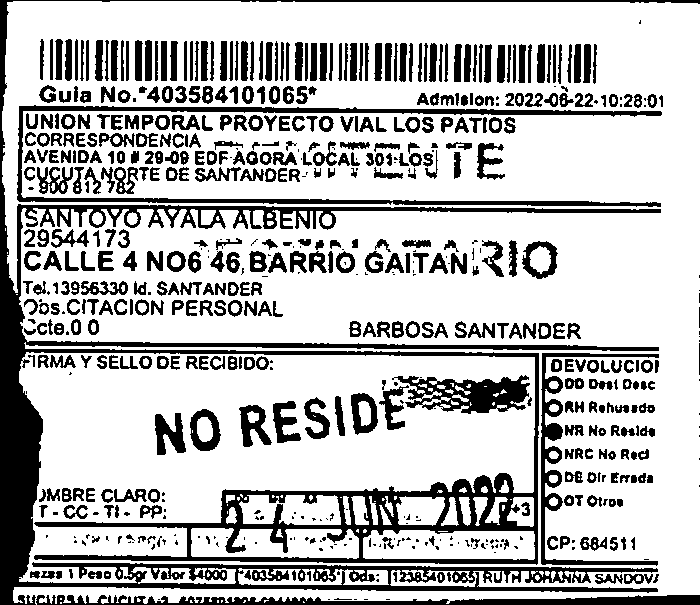 Guia No.*403584101065*
Admision: 2022-06-22-10:28:01
UNION TEMPORAL PROYECTO VIAL LOS PATIOS
CORRESPONDENCIA
AVENIDA 10 # 29-09 EDF AGORA LOCAL 301-LOS
CUCUTA NORTE DE SANTANDER
- 900 812 782
SANTOYO AYALA ALBENIO
29544173
CALLE 4 NO6 46 BARRIO GAITAN
Tel.13956330 Id. SANTANDER
Obs.CITACION PERSONAL
Ccte.0 0
BARBOSA SANTANDER
FIRMA Y SELLO DE RECIBIDO:
NO RESIDE
DEVOLUCION
DD Dest Desc
RH Rehusado
NR No Reside
NRC No Recl
DE Dir Errada
OT Otros
OMBRE CLARO:
T - CC - TI - PP:
24 JUN 2022
CP: 684511
iezas 1 Peso 0.5gr Valor $4000 [*403584101065*] Ods: [12385401065] RUTH JOHANNA SANDOVA